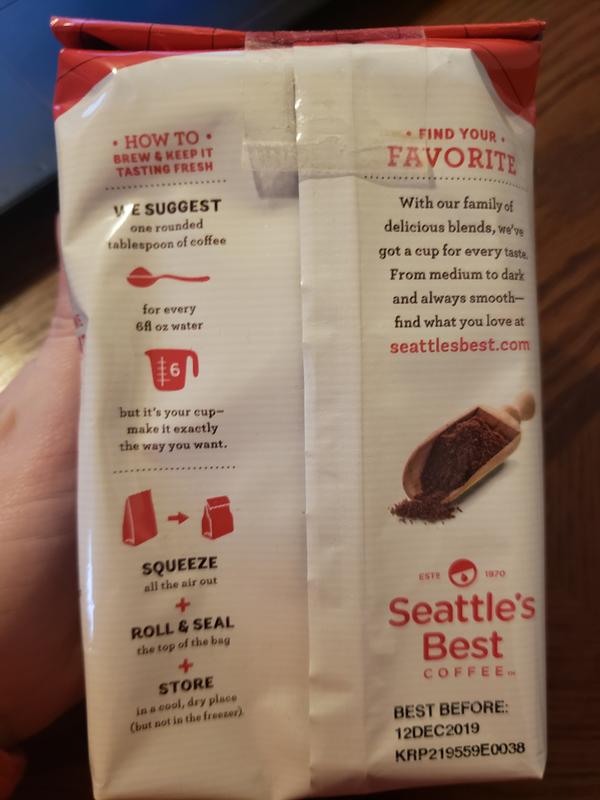 • HOW TO •
BREW & KEEP IT
TASTING FRESH
WE SUGGEST
one rounded
tablespoon of coffee
for every
6fl oz water
6
but it's your cup—
make it exactly
the way you want.
SQUEEZE
all the air out
+
ROLL & SEAL
the top of the bag
+
STORE
in a cool, dry place
(but not in the freezer).
• FIND YOUR •
FAVORITE
With our family of
delicious blends, we've
got a cup for every taste.
From medium to dark
and always smooth—
find what you love at
seattlesbest.com
ESTD 1970
Seattle's
Best
COFFEE™
BEST BEFORE:
12DEC2019
KRP219559E0038